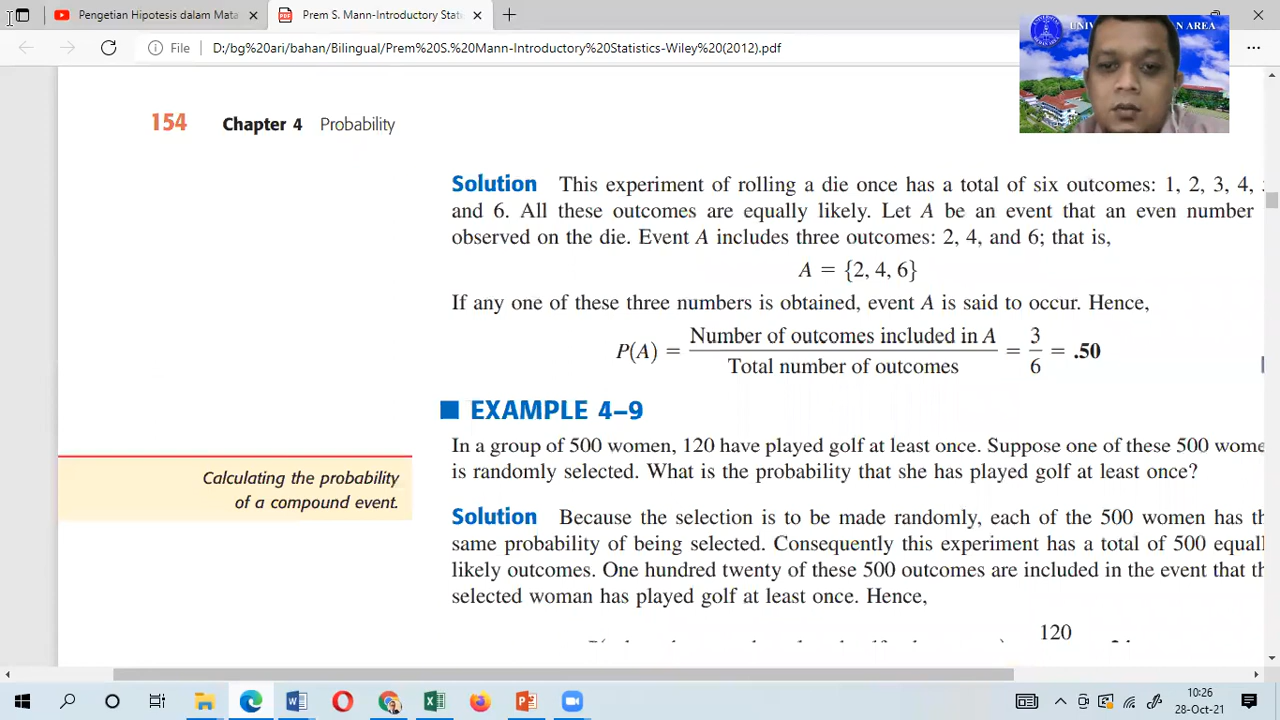 Pengetian Hipotesis dalam Mata
Prem S. Mann-Introductory Stat
File
D:/bg%20ari/bahan/Bilingual/Prem%20S.%20Mann-Introductory%20Statistics-Wiley%20(2012).pdf
AREA
154 Chapter 4 Probability
Solution This experiment of rolling a die once has a total of six outcomes: 1, 2, 3, 4,
and 6. All these outcomes are equally likely. Let A be an event that an even number
observed on the die. Event A includes three outcomes: 2, 4, and 6; that is,
A = {2, 4, 6}
If any one of these three numbers is obtained, event A is said to occur. Hence,
P(A) = Number of outcomes included in A / Total number of outcomes = 3/6 = .50
EXAMPLE 4–9
In a group of 500 women, 120 have played golf at least once. Suppose one of these 500 wome
is randomly selected. What is the probability that she has played golf at least once?
Calculating the probability
of a compound event.
Solution Because the selection is to be made randomly, each of the 500 women has th
same probability of being selected. Consequently this experiment has a total of 500 equall
likely outcomes. One hundred twenty of these 500 outcomes are included in the event that th
selected woman has played golf at least once. Hence,
120
10:26
28-Oct-21